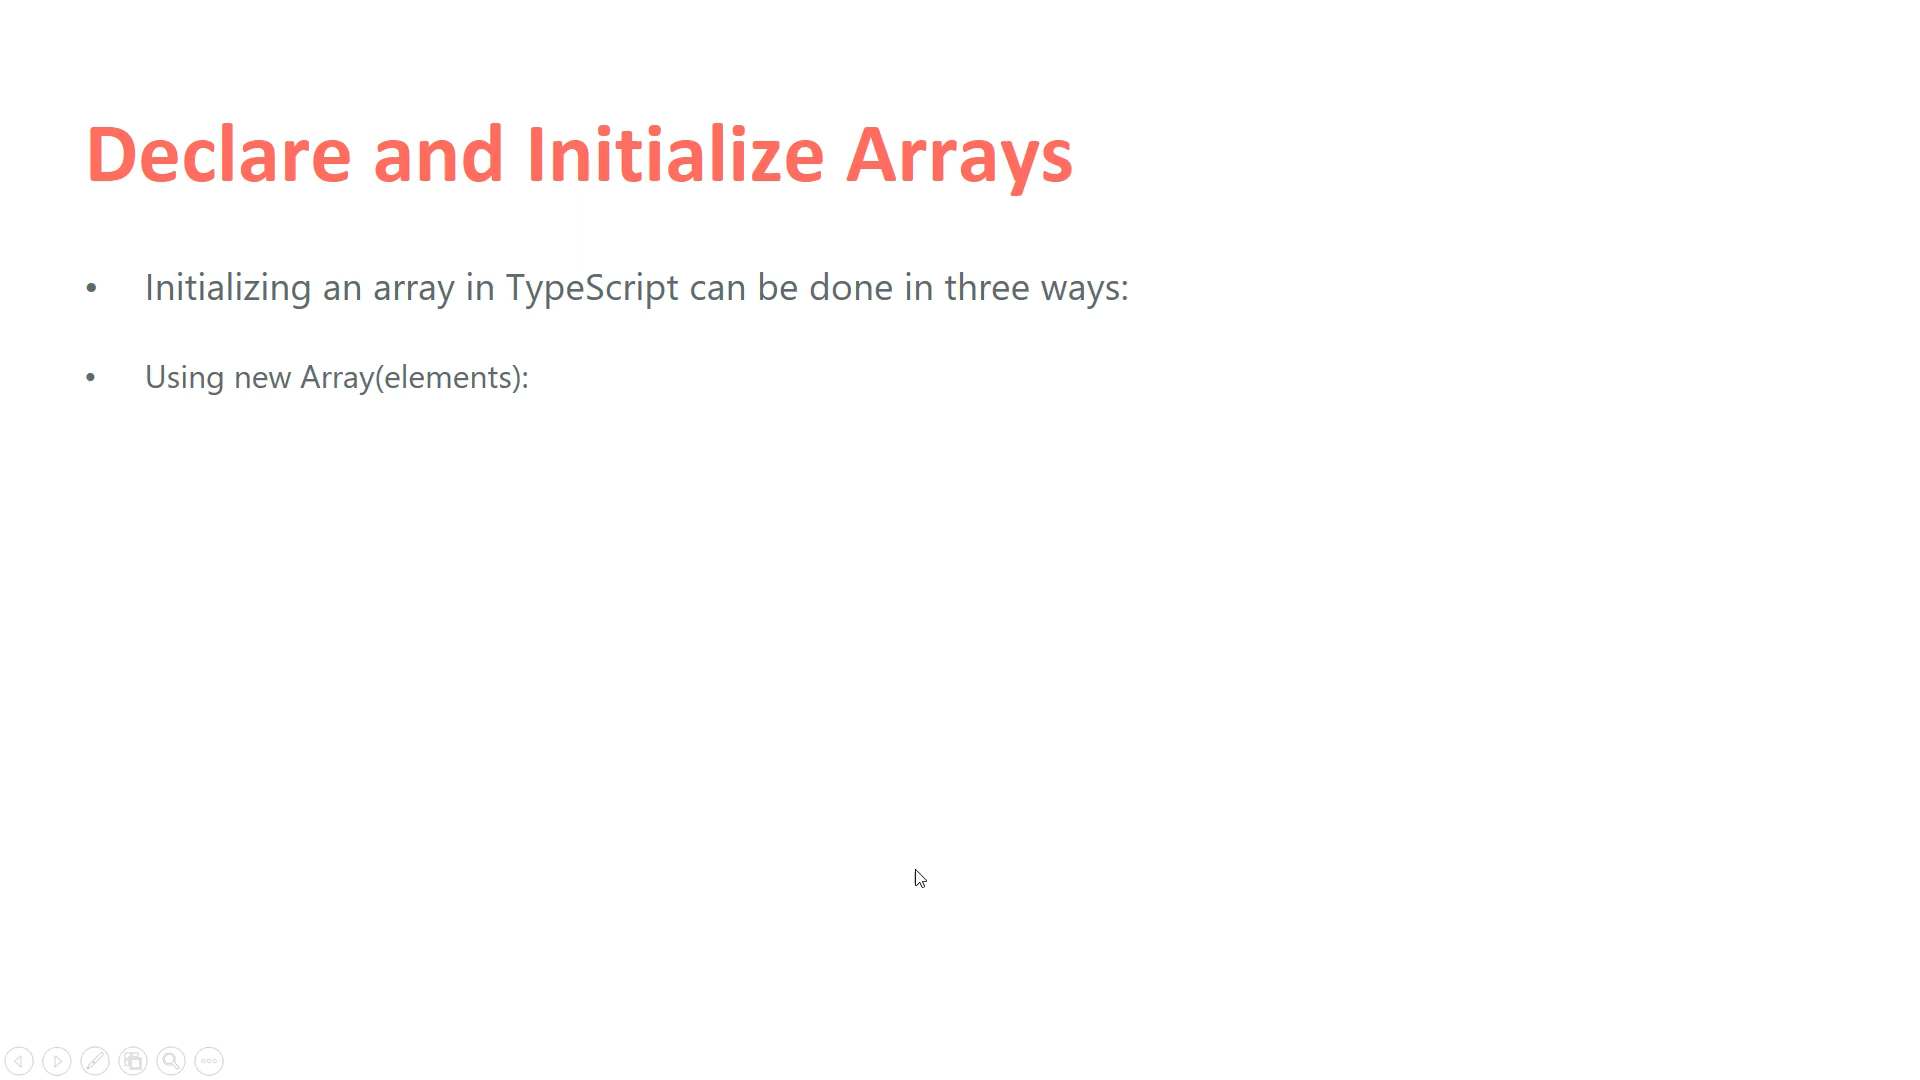 Declare and Initialize Arrays
• Initializing an array in TypeScript can be done in three ways:
• Using new Array(elements):